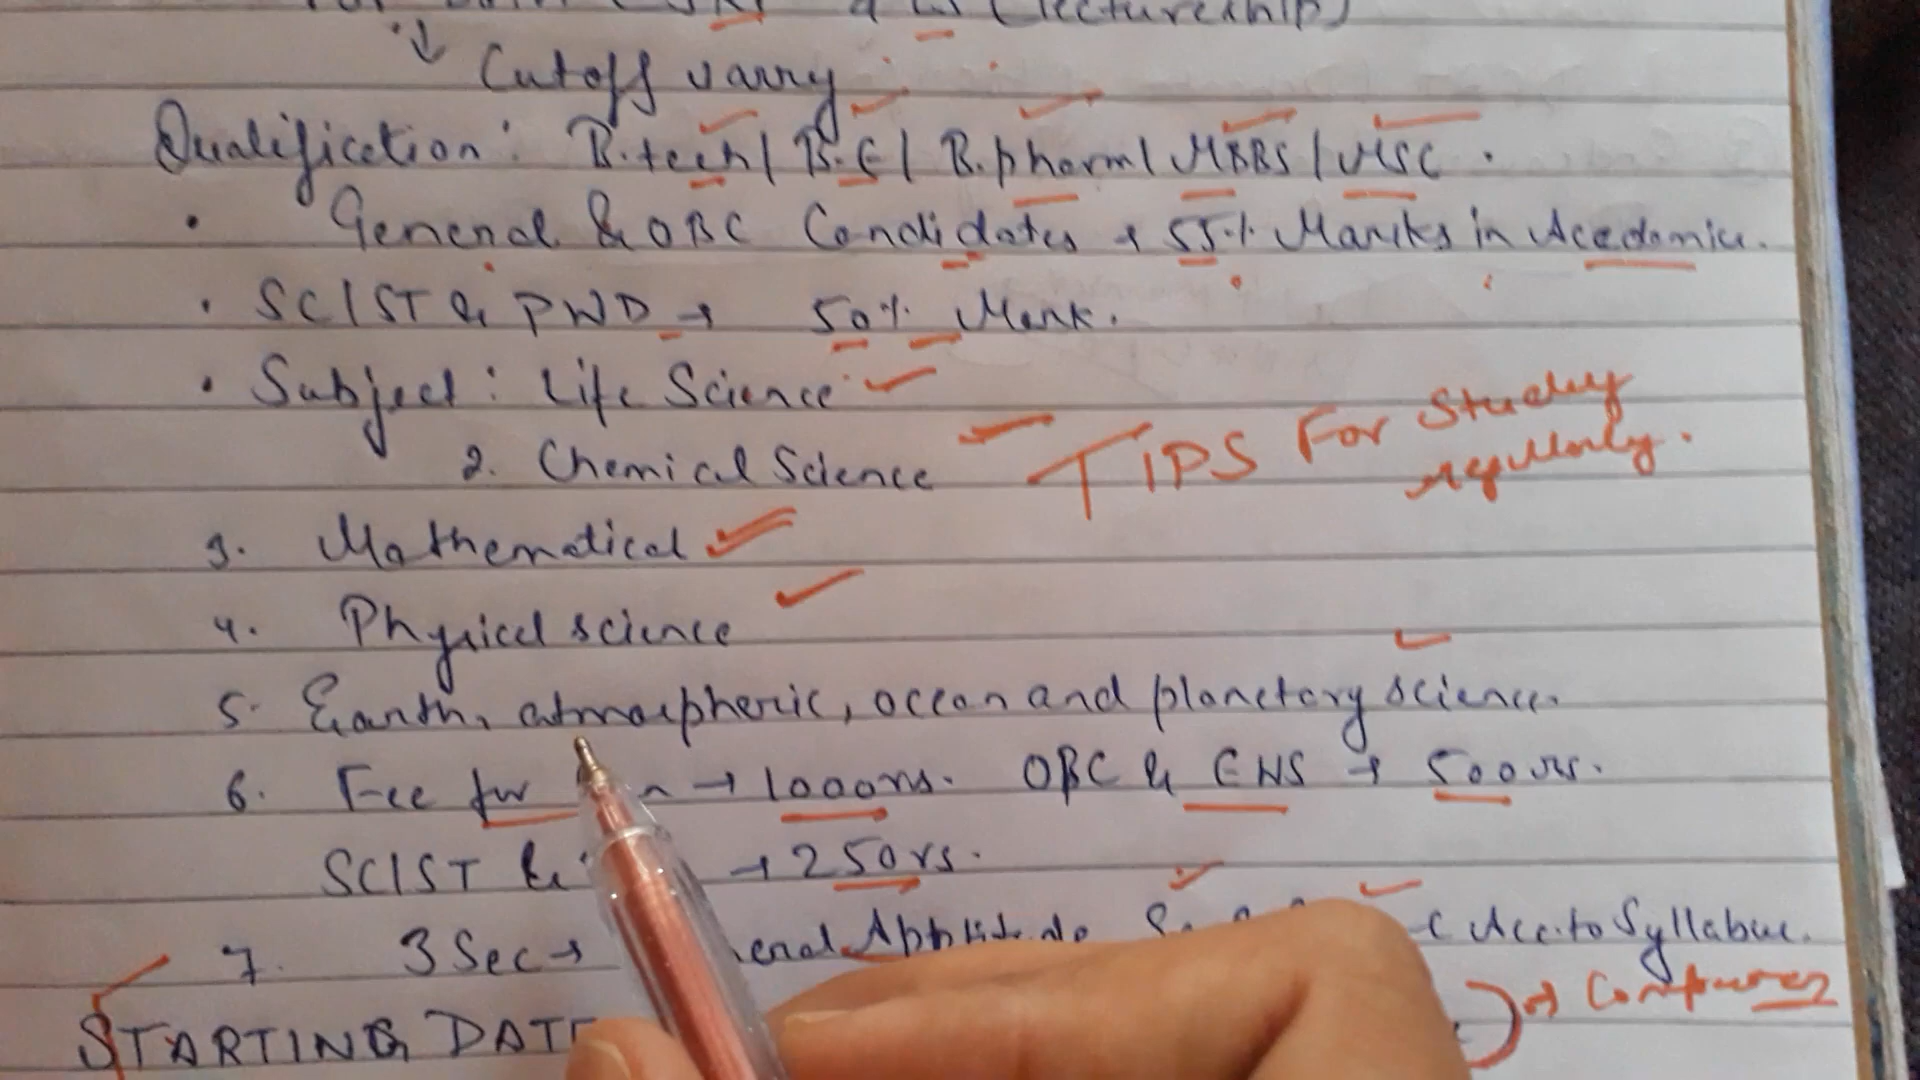 (lectureship)
Cutoff varry
Qualification: B.tech/ B.E/ B.pharm/ MBBS/ MSC.
• General & OBC Candidates → 55% Marks in Acedamic.
• SC/ST & PWD → 50% Mark.
• Subject: Life Science
2. Chemical Science
TIPS For Study
regularly.
3. Mathematical
4. Physical science
5. Earth, atmospheric, ocean and planetary science.
6. Fee for → 1000rs. OBC & EWS → 500rs.
SC/ST & → 250rs.
7. 3 Sec → Acc. to Syllabus.
→ Computer
STARTING DATE